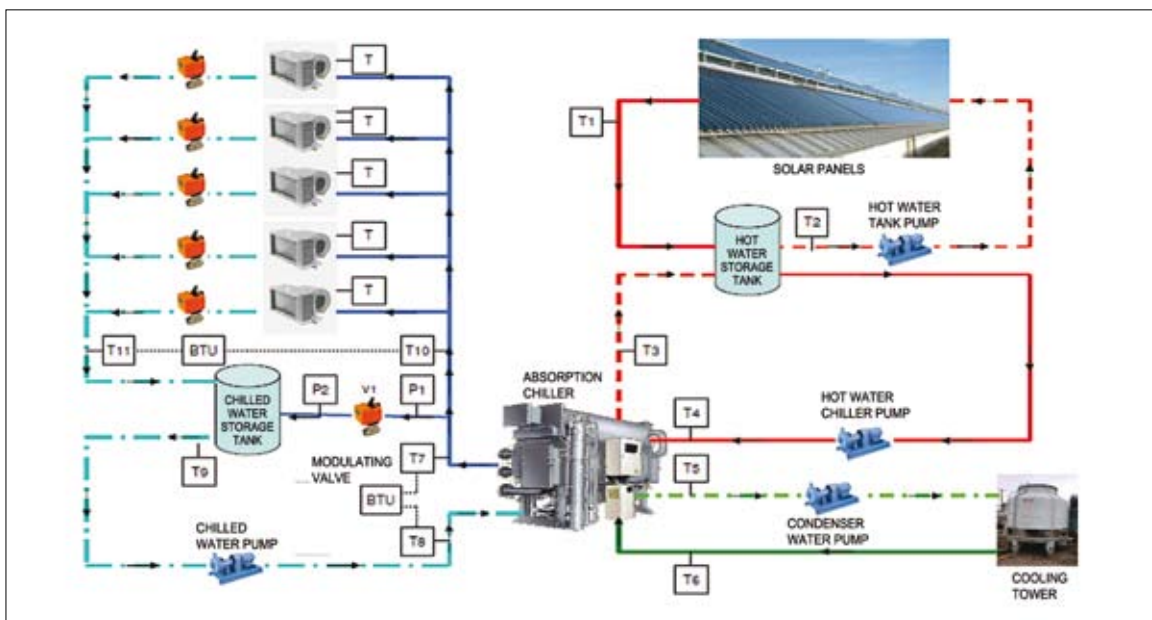 T
T
T
T
T
T1
SOLAR PANELS
T2
HOT WATER
TANK PUMP
HOT
WATER
STORAGE
TANK
T11
BTU
T10
T3
ABSORPTION
CHILLER
P2
V1
P1
CHILLED
WATER
STORAGE
TANK
HOT WATER
CHILLER PUMP
T4
T9
MODULATING
VALVE
T7
T5
BTU
CHILLED
WATER PUMP
T8
CONDENSER
WATER PUMP
T6
COOLING
TOWER